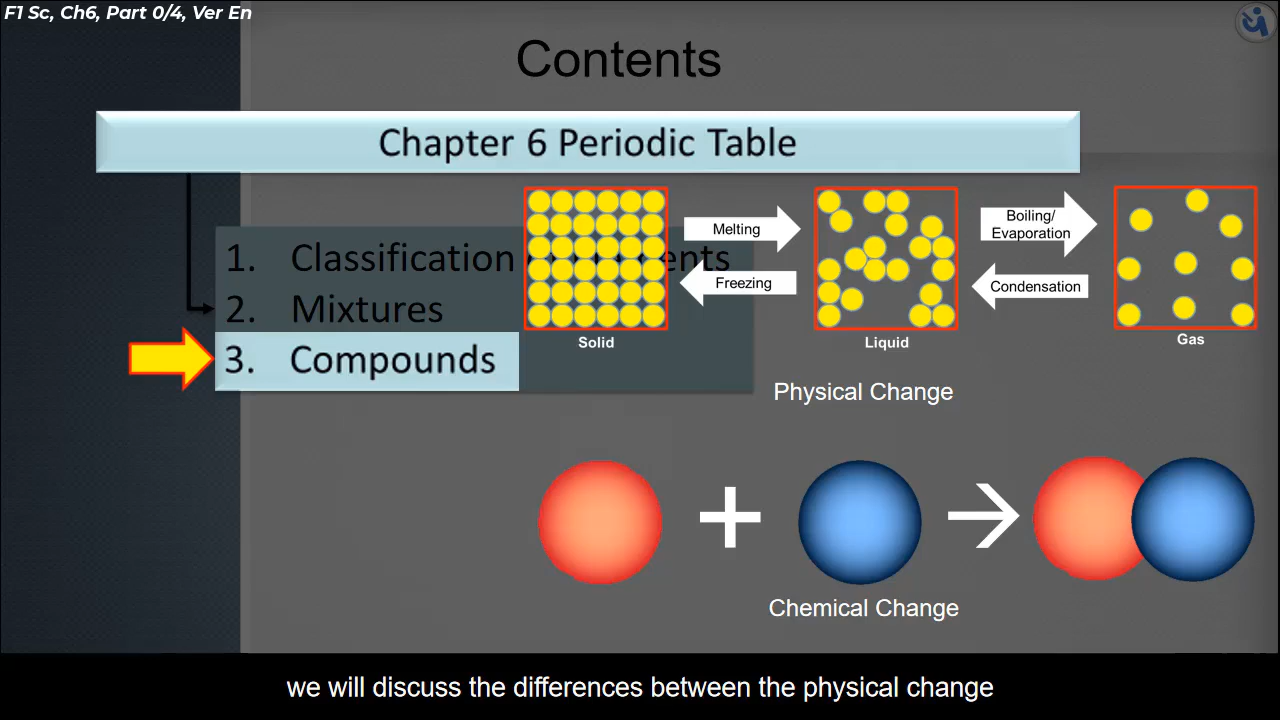 F1 Sc, Ch6, Part 0/4, Ver En
Contents
Chapter 6 Periodic Table
1. Classification
2. Mixtures
3. Compounds
Melting
Freezing
Boiling/
Evaporation
Condensation
Solid
Liquid
Gas
Physical Change
Chemical Change
we will discuss the differences between the physical change